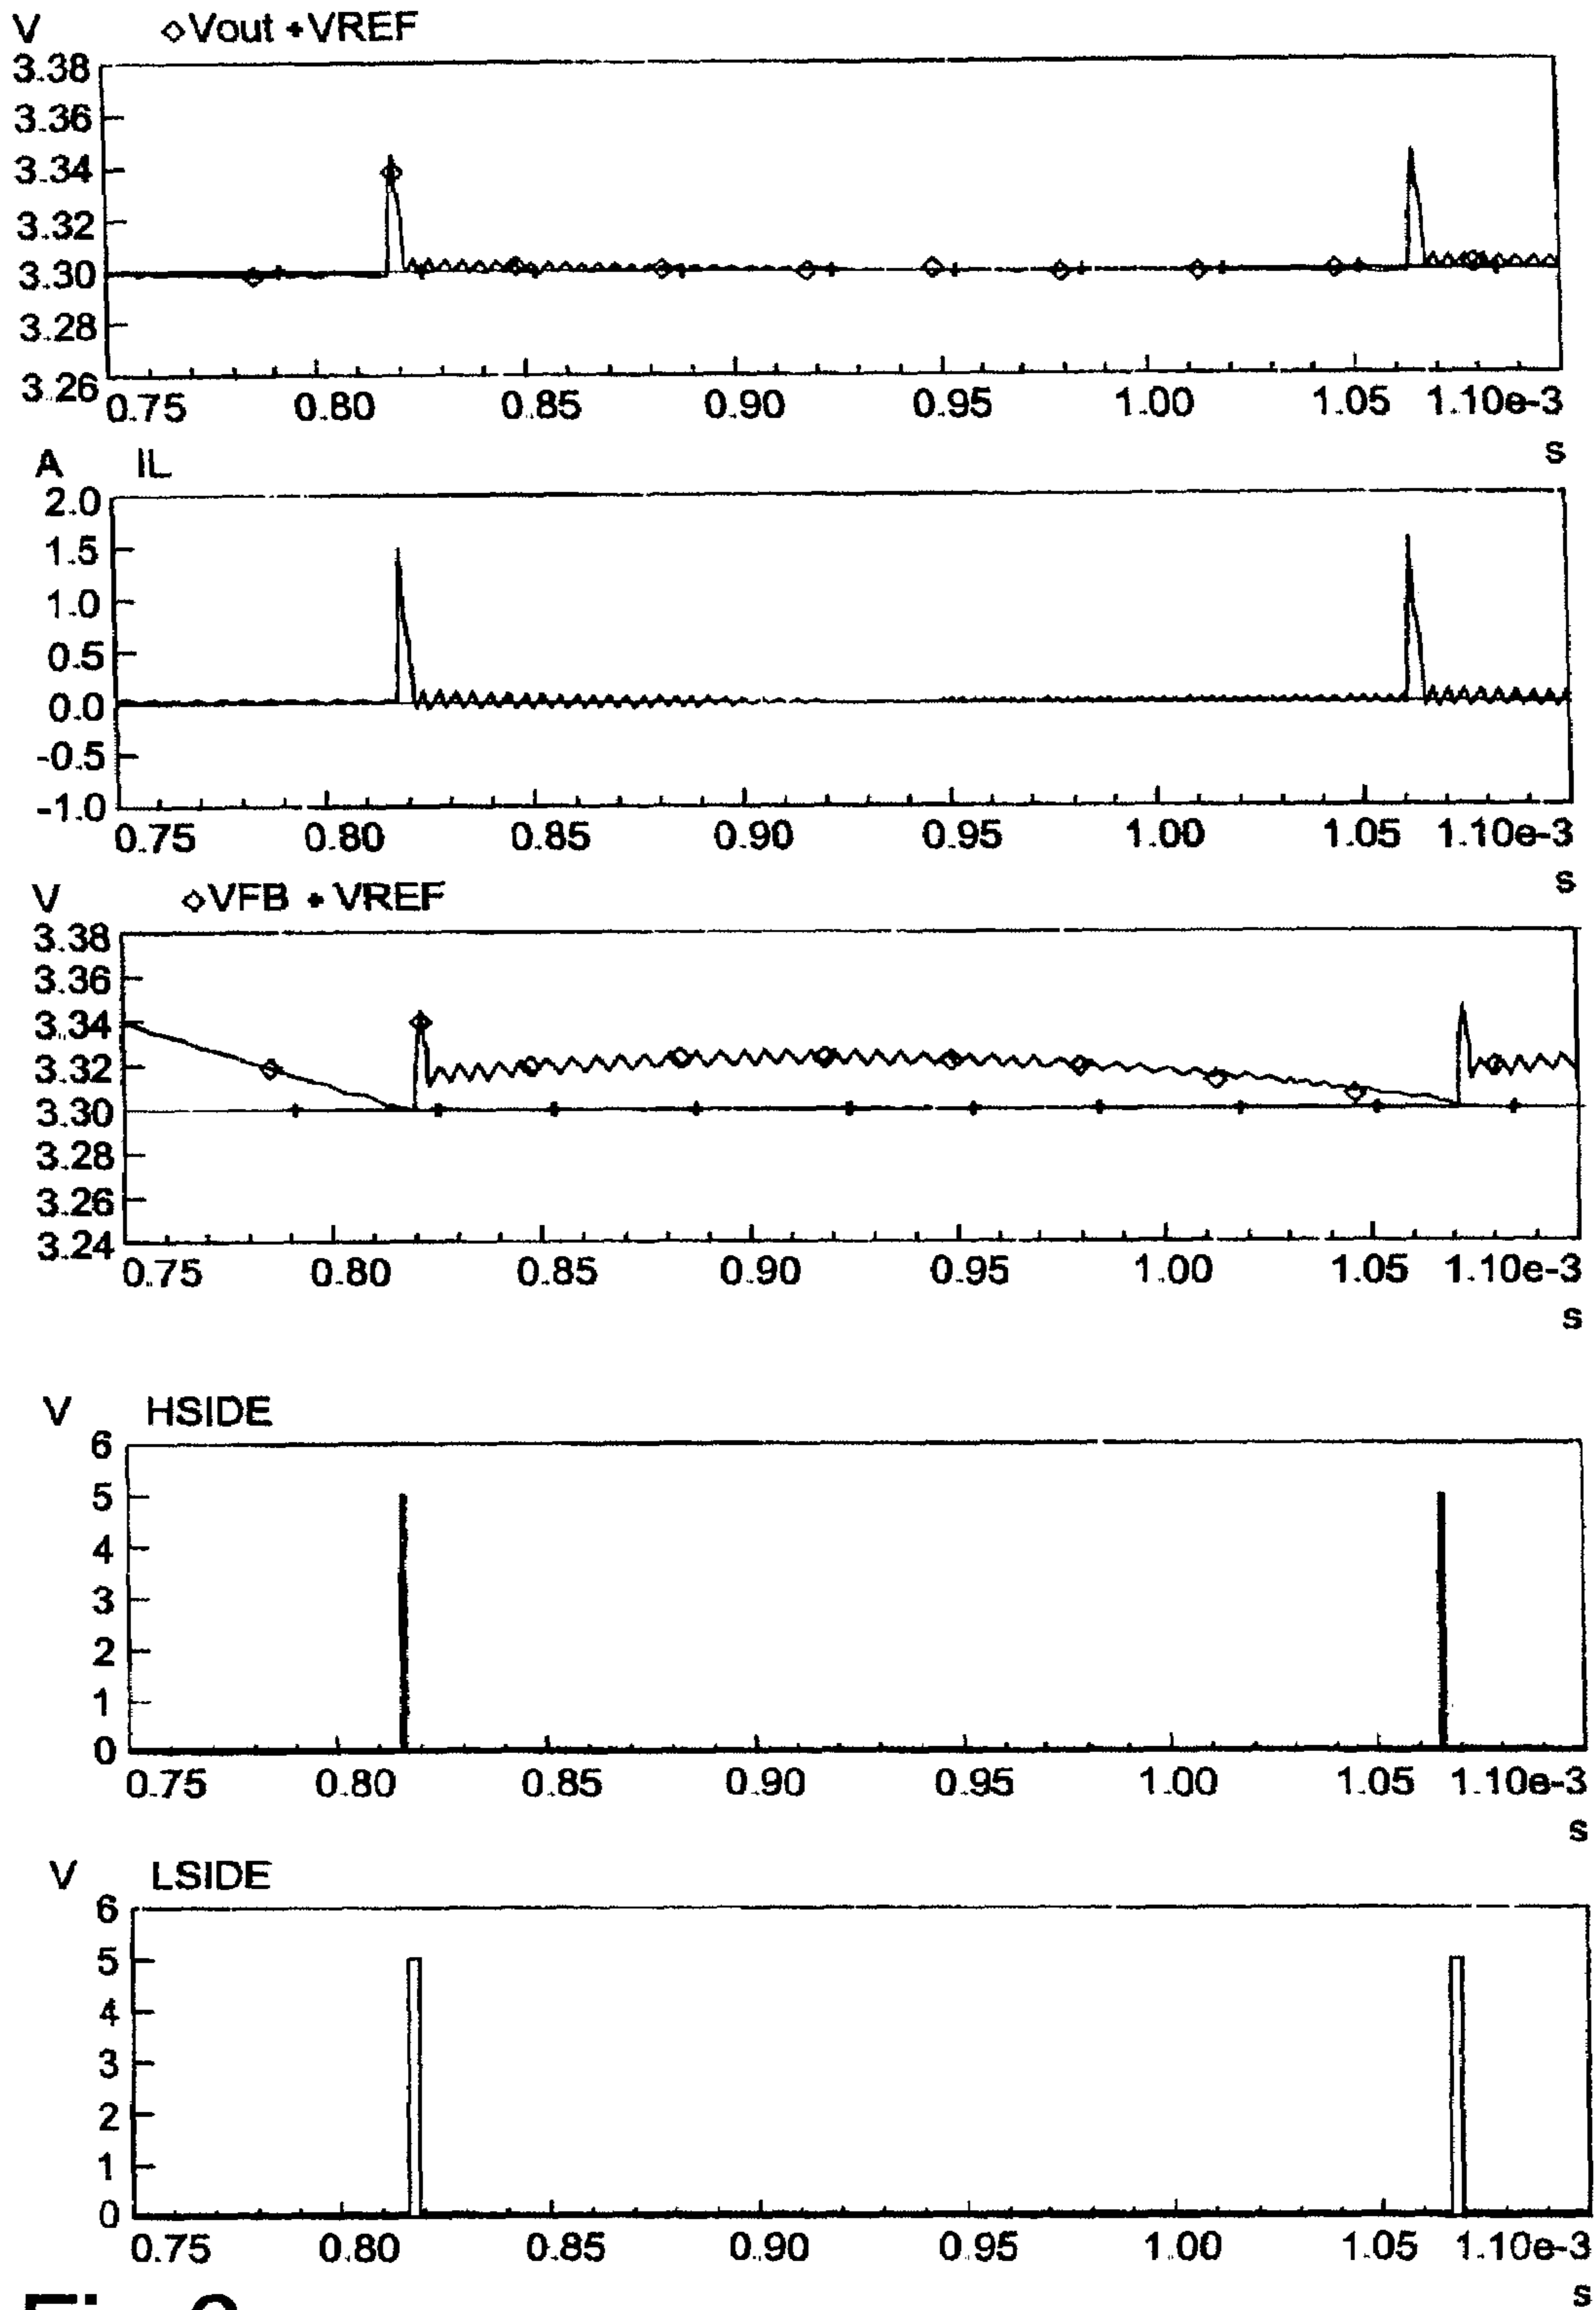 V ◇Vout +VREF
3.38
3.36
3.34
3.32
3.30
3.28
3.26
0.75 0.80 0.85 0.90 0.95 1.00 1.05 1.10e-3
s
A IL
2.0
1.5
1.0
0.5
0.0
-0.5
-1.0
0.75 0.80 0.85 0.90 0.95 1.00 1.05 1.10e-3
s
V ◇VFB + VREF
3.38
3.36
3.34
3.32
3.30
3.28
3.26
3.24
0.75 0.80 0.85 0.90 0.95 1.00 1.05 1.10e-3
s
V HSIDE
6
5
4
3
2
1
0
0.75 0.80 0.85 0.90 0.95 1.00 1.05 1.10e-3
s
V LSIDE
6
5
4
3
2
1
0
0.75 0.80 0.85 0.90 0.95 1.00 1.05 1.10e-3
s